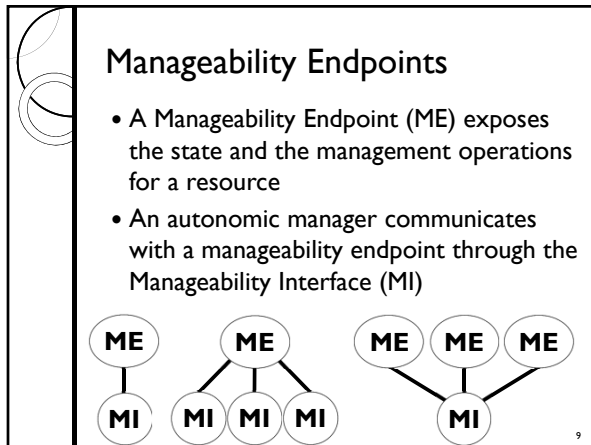 Manageability Endpoints
• A Manageability Endpoint (ME) exposes
the state and the management operations
for a resource
• An autonomic manager communicates
with a manageability endpoint through the
Manageability Interface (MI)
ME ME ME ME ME
MI MI MI MI MI
9